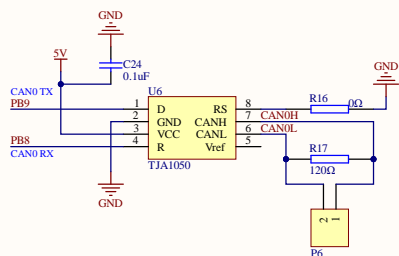 GND
5V
C24
0.1uF
GND
CAN0 TX
PB9
U6
R16
0Ω
1 D RS 8
2 GND CANH 7 CAN0H
3 VCC CANL 6 CAN0L
4 R Vref 5
PB8
CAN0 RX
R17
120Ω
TJA1050
GND
2 1
P6